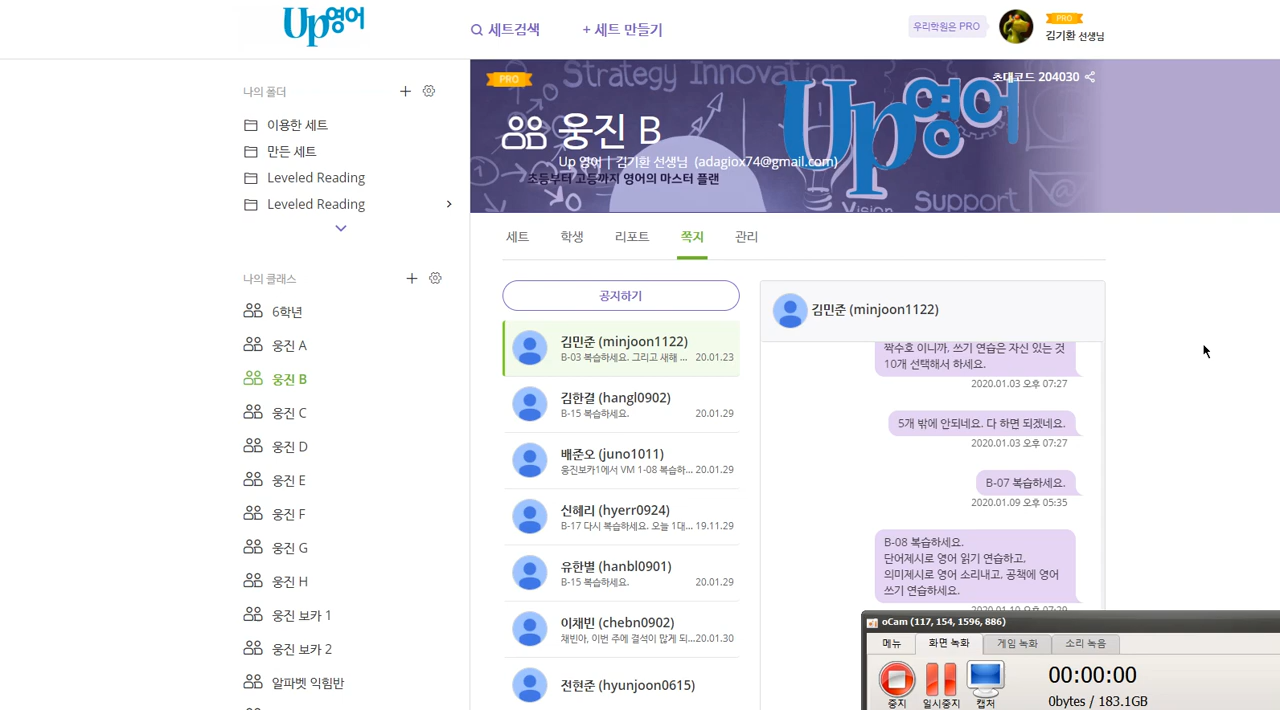 Up영어
세트검색
+ 세트 만들기
우리학원은 PRO
PRO
김기환 선생님
나의 폴더
이용한 세트
만든 세트
Leveled Reading
Leveled Reading
나의 클래스
6학년
웅진 A
웅진 B
웅진 C
웅진 D
웅진 E
웅진 F
웅진 G
웅진 H
웅진 보카 1
웅진 보카 2
알파벳 익힘반
PRO
Strategy Innovation
초대코드 204030
Up영어
웅진 B
Up 영어 | 김기환 선생님 (adagiox74@gmail.com)
초등부터 고등까지 영어의 마스터 플랜
Vision
Support
세트
학생
리포트
쪽지
관리
공지하기
김민준 (minjoon1122)
B-03 복습하세요. 그리고 새해 ... 20.01.23
김한결 (hangl0902)
B-15 복습하세요. 20.01.29
배준오 (juno1011)
웅진보카1에서 VM 1-08 복습하... 20.01.29
신혜리 (hyerr0924)
B-17 다시 복습하세요. 오늘 1대... 19.11.29
유한별 (hanbl0901)
B-15 복습하세요. 20.01.29
이채빈 (chebn0902)
채빈아, 이번 주에 결석이 많게 되... 20.01.30
전현준 (hyunjoon0615)
김민준 (minjoon1122)
짝수호 이니까, 쓰기 연습은 자신 있는 것
10개 선택해서 하세요.
2020.01.03 오후 07:27
5개 밖에 안되네요. 다 하면 되겠네요.
2020.01.03 오후 07:27
B-07 복습하세요.
2020.01.09 오후 05:35
B-08 복습하세요.
단어제시로 영어 읽기 연습하고,
의미제시로 영어 소리내고, 공책에 영어
쓰기 연습하세요.
oCam (117, 154, 1596, 886)
메뉴
화면 녹화
게임 녹화
소리 녹음
중지
일시중지
캡처
00:00:00
0bytes / 183.1GB